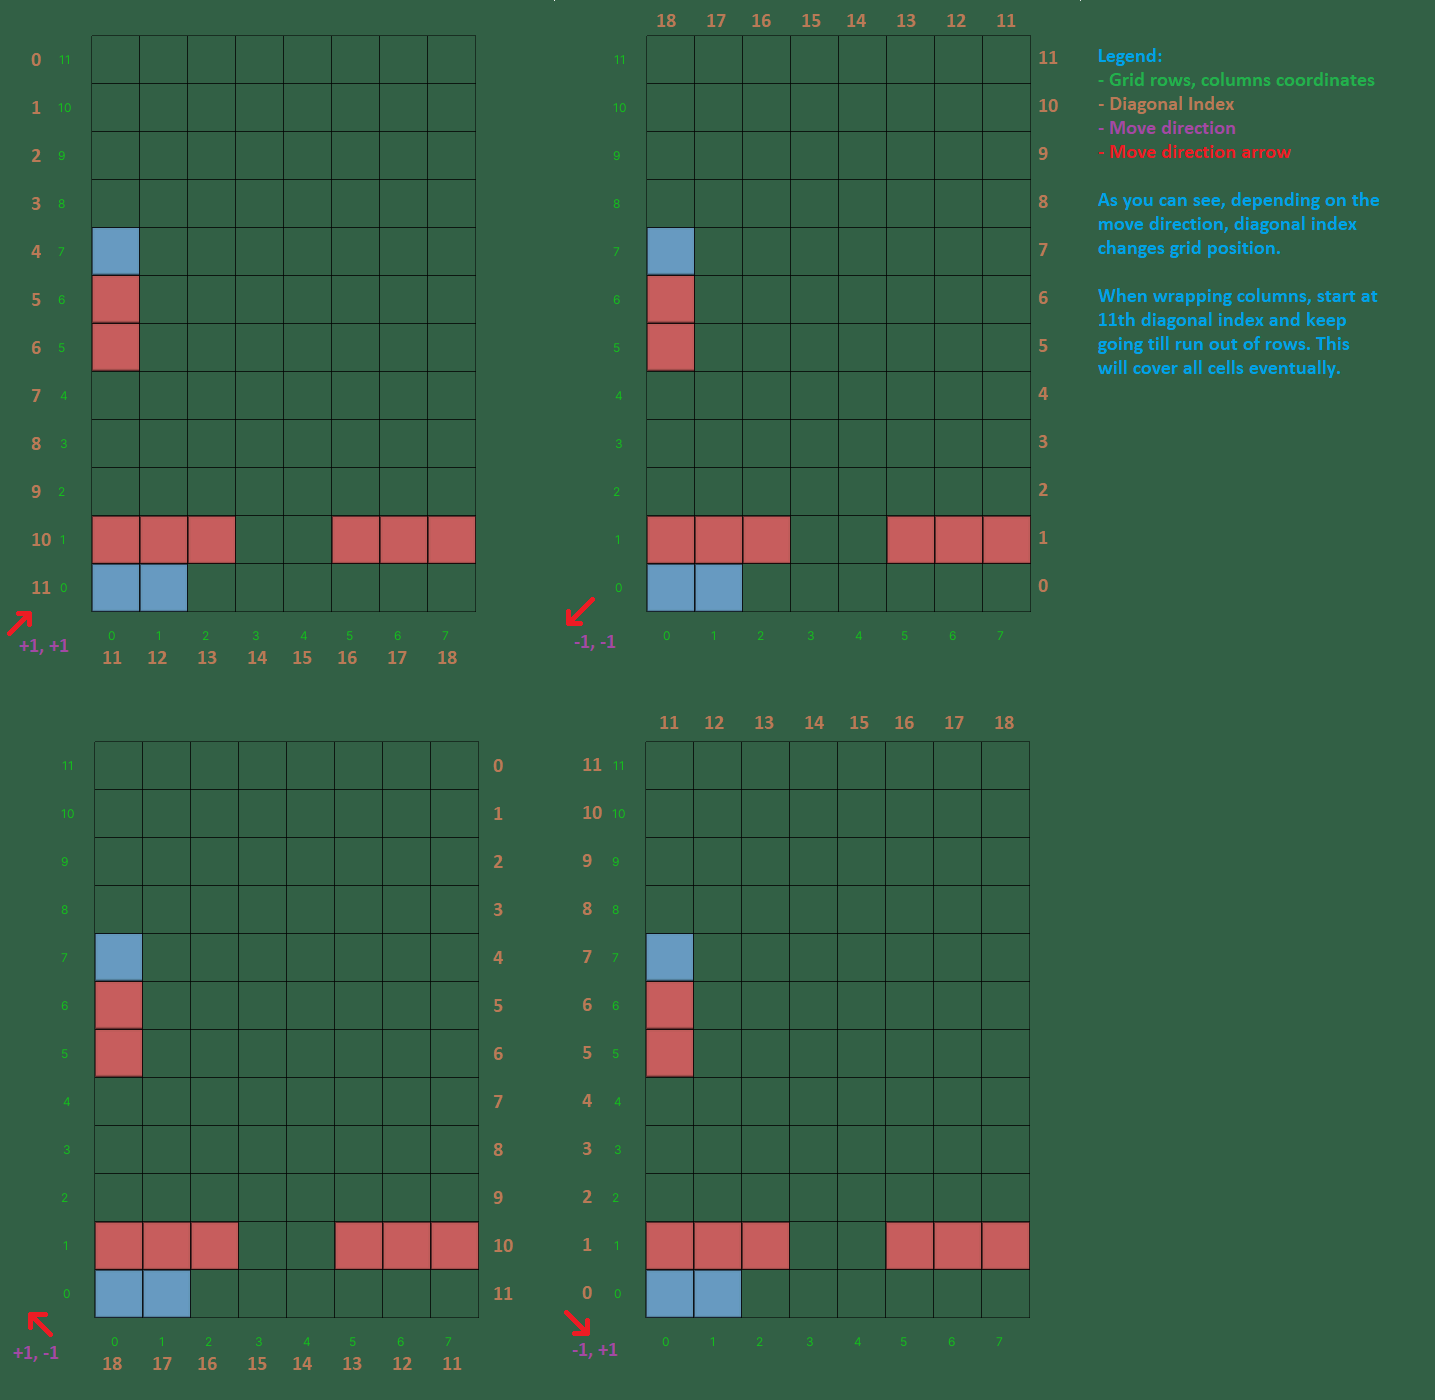 18 17 16 15 14 13 12 11
0 11 11 11 Legend:
- Grid rows, columns coordinates
1 10 10 10 - Diagonal Index
- Move direction
2 9 9 9 - Move direction arrow
3 8 8 8 As you can see, depending on the
move direction, diagonal index
4 7 7 7 changes grid position.
5 6 6 6 When wrapping columns, start at
11th diagonal index and keep
6 5 5 5 going till run out of rows. This
will cover all cells eventually.
7 4 4 4
8 3 3 3
9 2 2 2
10 1 1 1
11 0 0 0
0 1 2 3 4 5 6 7 0 1 2 3 4 5 6 7
+1, +1 -1, -1
11 12 13 14 15 16 17 18
11 12 13 14 15 16 17 18
11 0 11 11
10 1 10 10
9 2 9 9
8 3 8 8
7 4 7 7
6 5 6 6
5 6 5 5
4 7 4 4
3 8 3 3
2 9 2 2
1 10 1 1
0 11 0 0
0 1 2 3 4 5 6 7 0 1 2 3 4 5 6 7
+1, -1 -1, +1
18 17 16 15 14 13 12 11